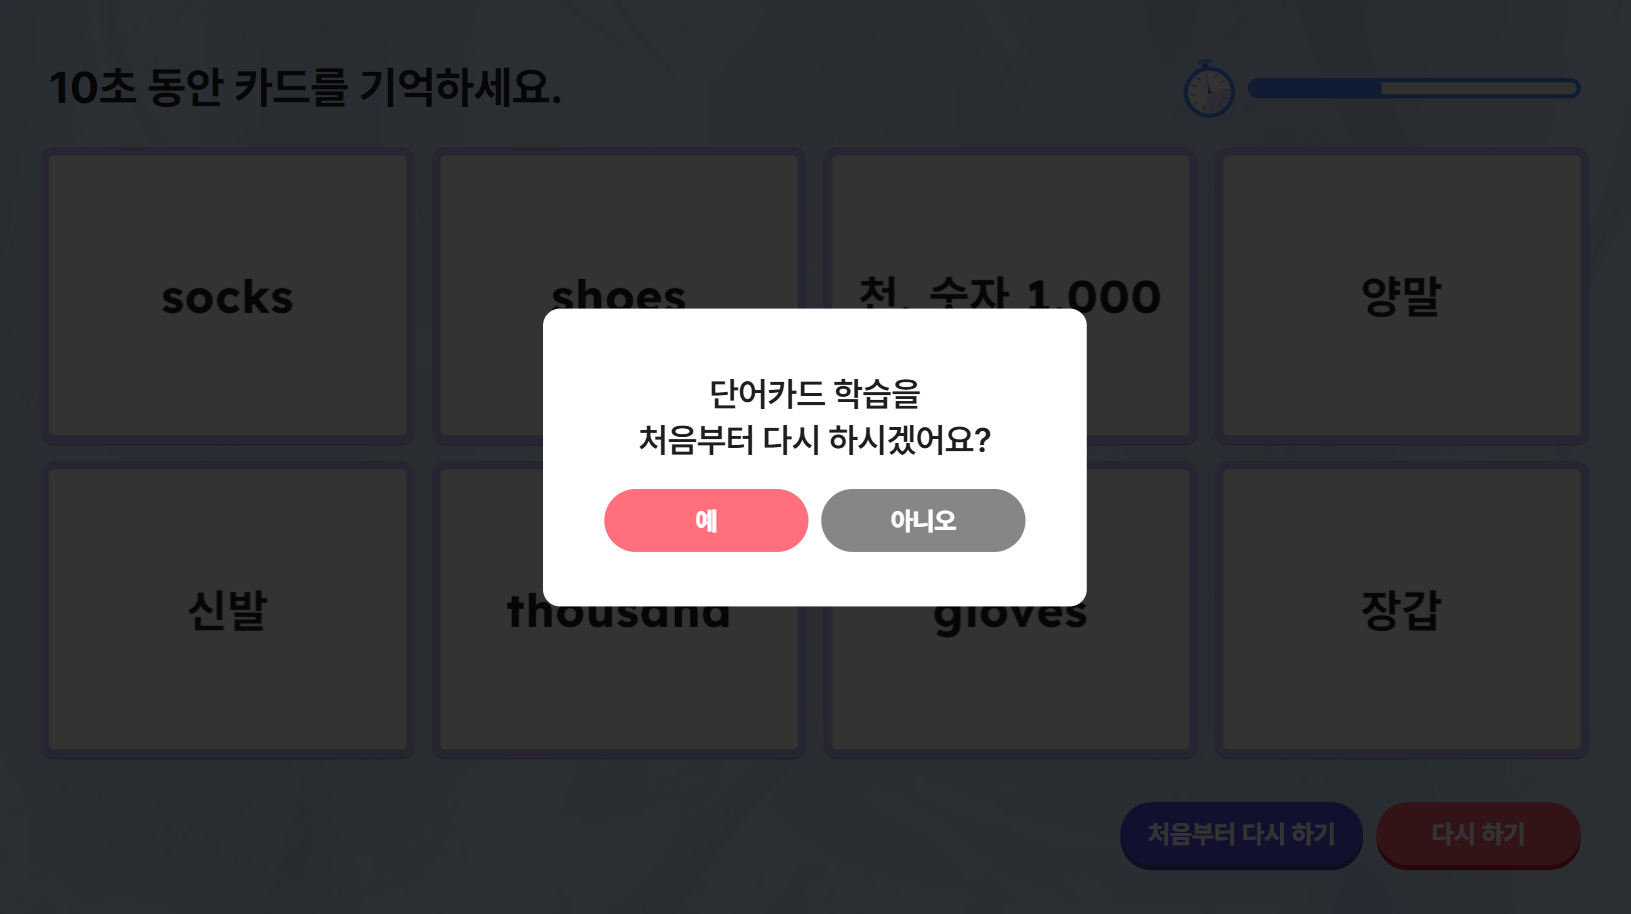 10초 동안 카드를 기억하세요.
socks
shoes
천, 숫자 1,000
양말
단어카드 학습을
처음부터 다시 하시겠어요?
예
아니오
신발
thousand
gloves
장갑
처음부터 다시 하기
다시 하기